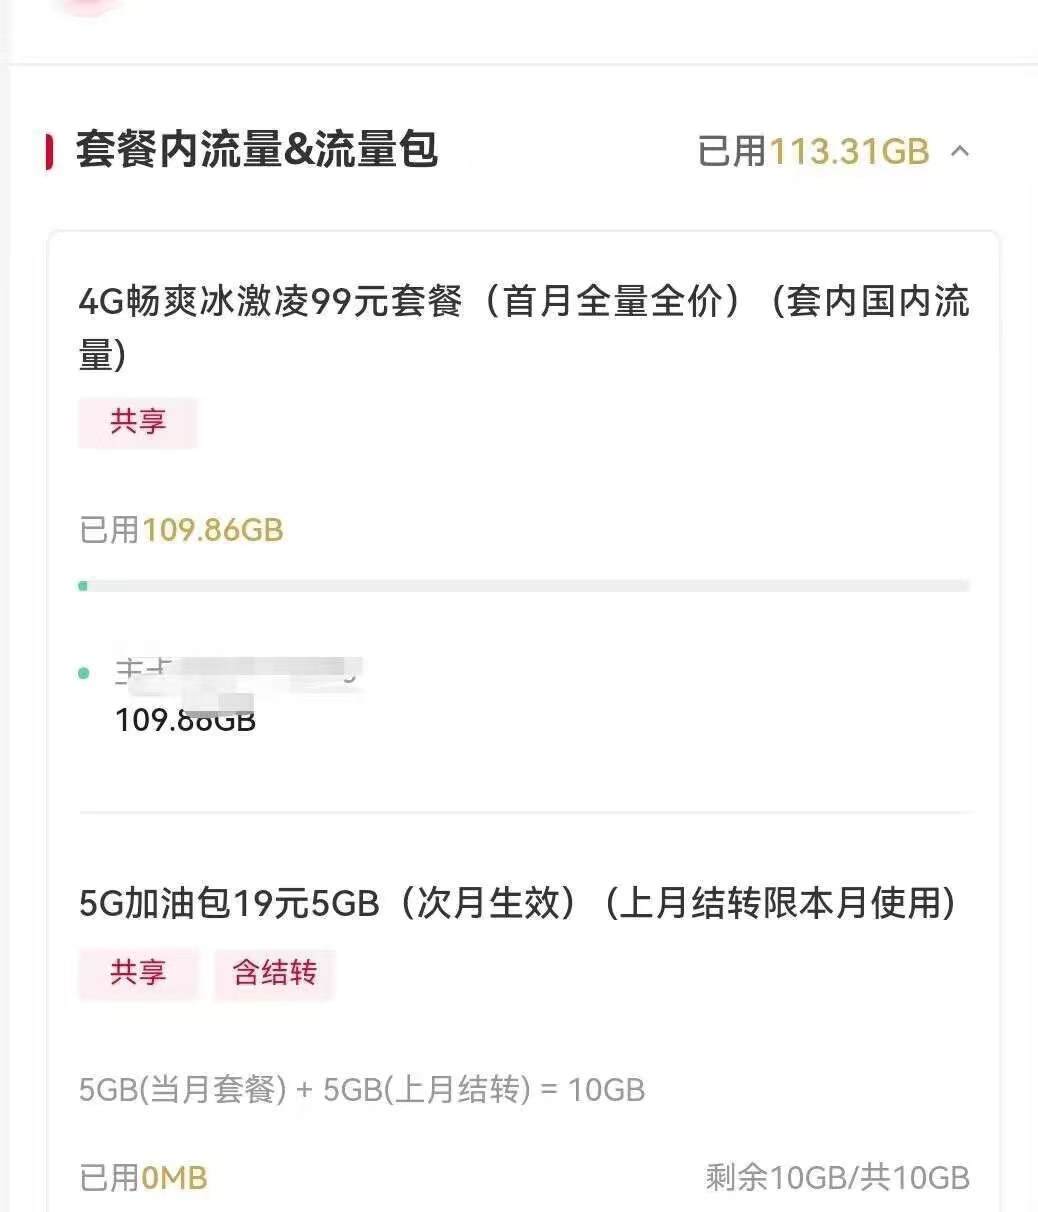 套餐内流量&流量包
已用113.31GB
4G畅爽冰激凌99元套餐（首月全量全价）（套内国内流
量)
共享
已用109.86GB
主卡
109.86GB
5G加油包19元5GB（次月生效）（上月结转限本月使用)
共享 含结转
5GB(当月套餐) + 5GB(上月结转) = 10GB
已用0MB
剩余10GB/共10GB